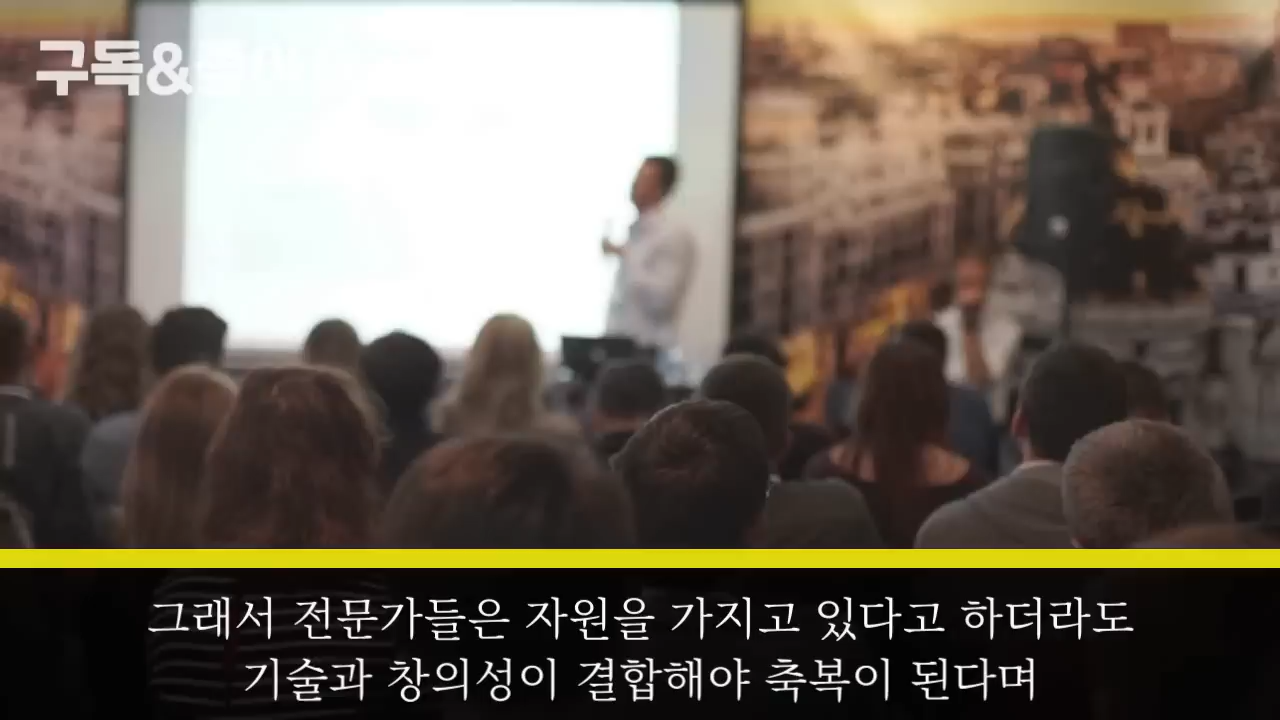 구독&
그래서 전문가들은 자원을 가지고 있다고 하더라도
기술과 창의성이 결합해야 축복이 된다며